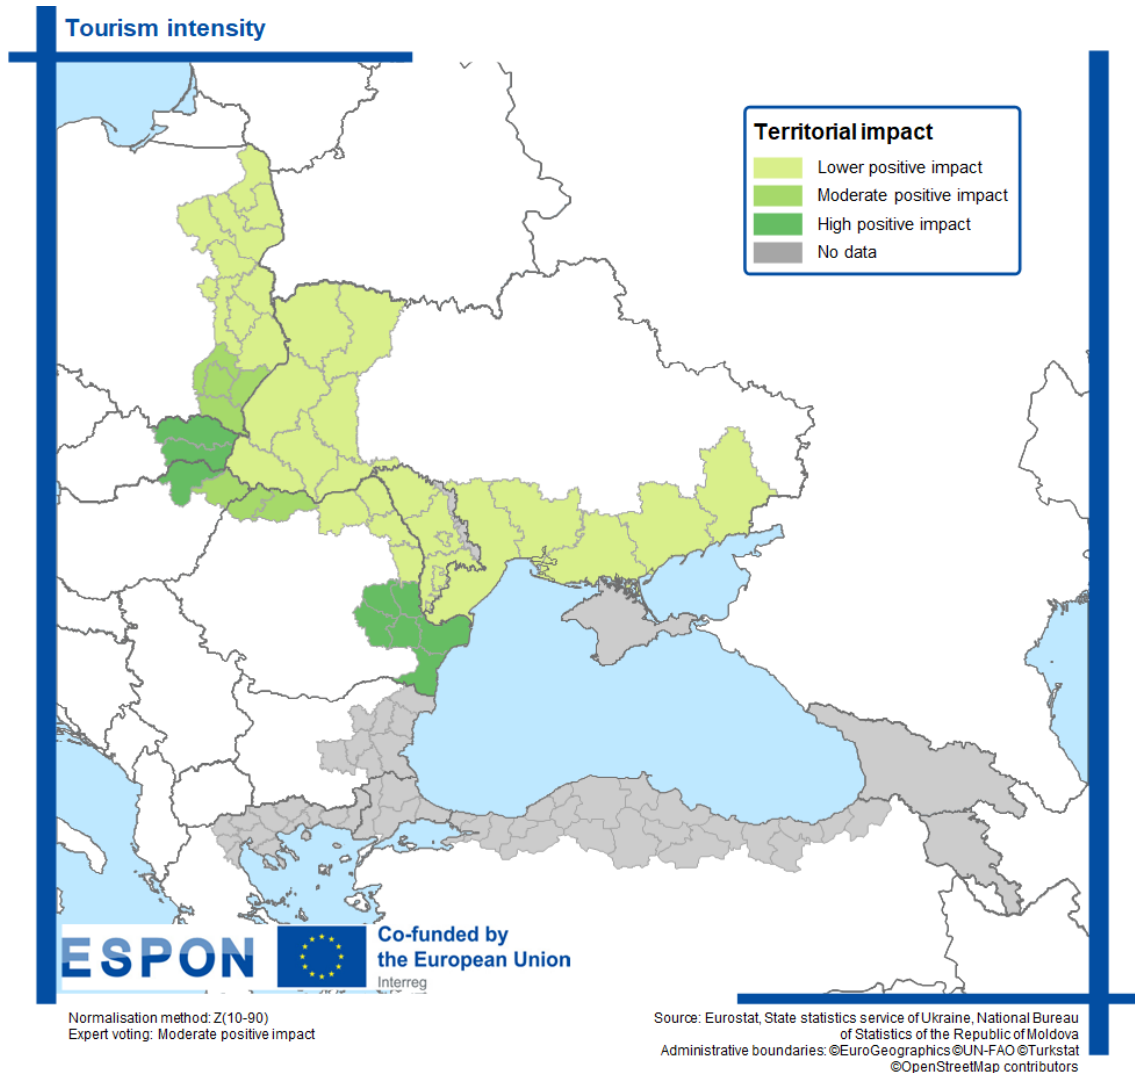 Tourism intensity
Territorial impact
Lower positive impact
Moderate positive impact
High positive impact
No data
ESPON
Co-funded by
the European Union
Interreg
Normalisation method: Z(10-90)
Expert voting: Moderate positive impact
Source: Eurostat, State statistics service of Ukraine, National Bureau
of Statistics of the Republic of Moldova
Administrative boundaries: ©EuroGeographics ©UN-FAO ©Turkstat
©OpenStreetMap contributors